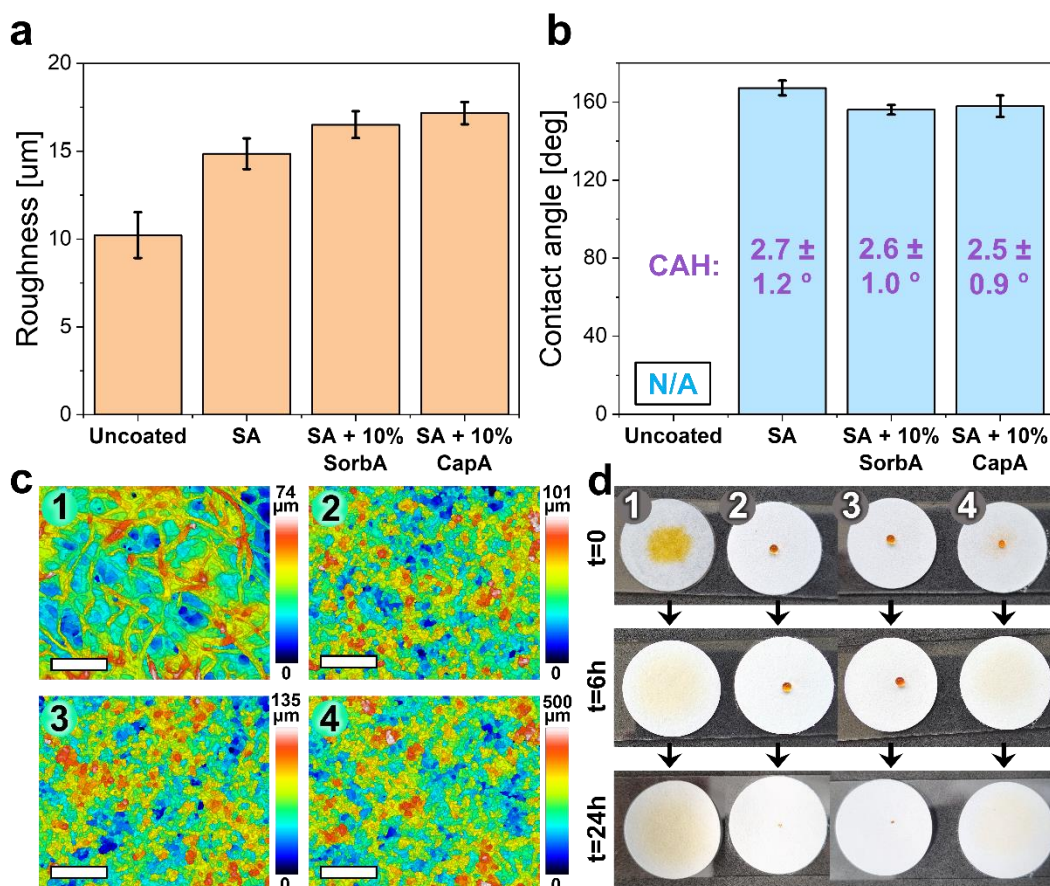 a
20
15
10
5
0
Roughness [um]
Uncoated
SA
SA + 10%
SorbA
SA + 10%
CapA
b
160
120
80
40
0
Contact angle [deg]
CAH:
2.7 ±
1.2 º
2.6 ±
1.0 º
2.5 ±
0.9 º
N/A
Uncoated
SA
SA + 10%
SorbA
SA + 10%
CapA
c
1
74
µm
0
2
101
µm
0
3
135
µm
0
4
500
µm
0
d
1
2
3
4
t=0
t=6h
t=24h